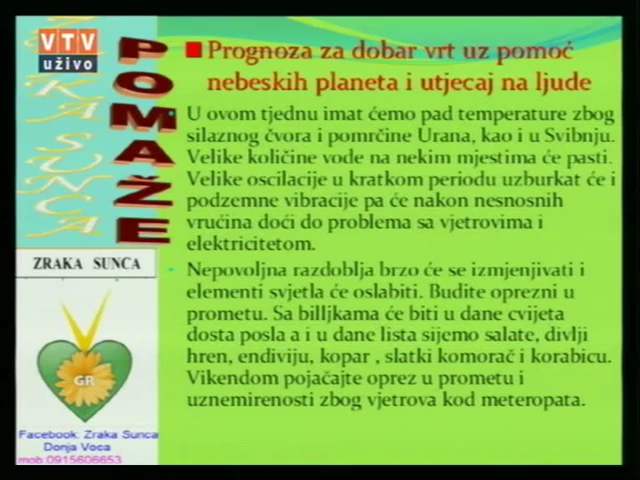 VTV
uživo
ZRAKA SUNCA
POMAŽE
Prognoza za dobar vrt uz pomoć
nebeskih planeta i utjecaj na ljude
U ovom tjednu imat ćemo pad temperature zbog
silaznog čvora i pomrčine Urana, kao i u Svibnju.
Velike količine vode na nekim mjestima će pasti.
Velike oscilacije u kratkom periodu uzburkat će i
podzemne vibracije pa će nakon nesnosnih
vrućina doći do problema sa vjetrovima i
elektricitetom.
Nepovoljna razdoblja brzo će se izmjenjivati i
elementi svjetla će oslabiti. Budite oprezni u
prometu. Sa billjkama će biti u dane cvijeta
dosta posla a i u dane lista sijemo salate, divlji
hren, endiviju, kopar , slatki komorač i korabicu.
Vikendom pojačajte oprez u prometu i
uznemirenosti zbog vjetrova kod meteropata.
ZRAKA SUNCA
GR
Facebook: Zraka Sunca
Donja Voca
mob:0915606653